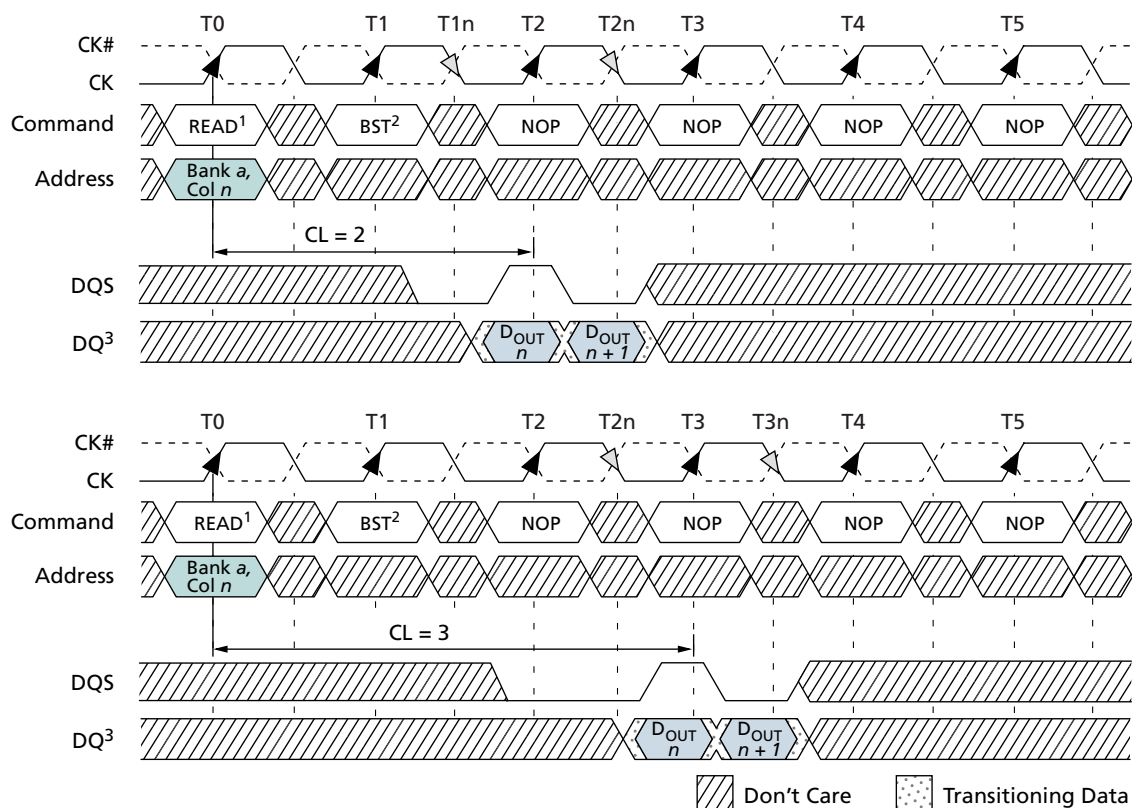 T0 T1 T1n T2 T2n T3 T4 T5
CK#
CK
Command READ¹ BST² NOP NOP NOP NOP
Address Bank a,
Col n
CL = 2
DQS
DQ³ DOUT n DOUT n + 1
T0 T1 T2 T2n T3 T3n T4 T5
CK#
CK
Command READ¹ BST² NOP NOP NOP NOP
Address Bank a,
Col n
CL = 3
DQS
DQ³ DOUT n DOUT n + 1
Don't Care Transitioning Data